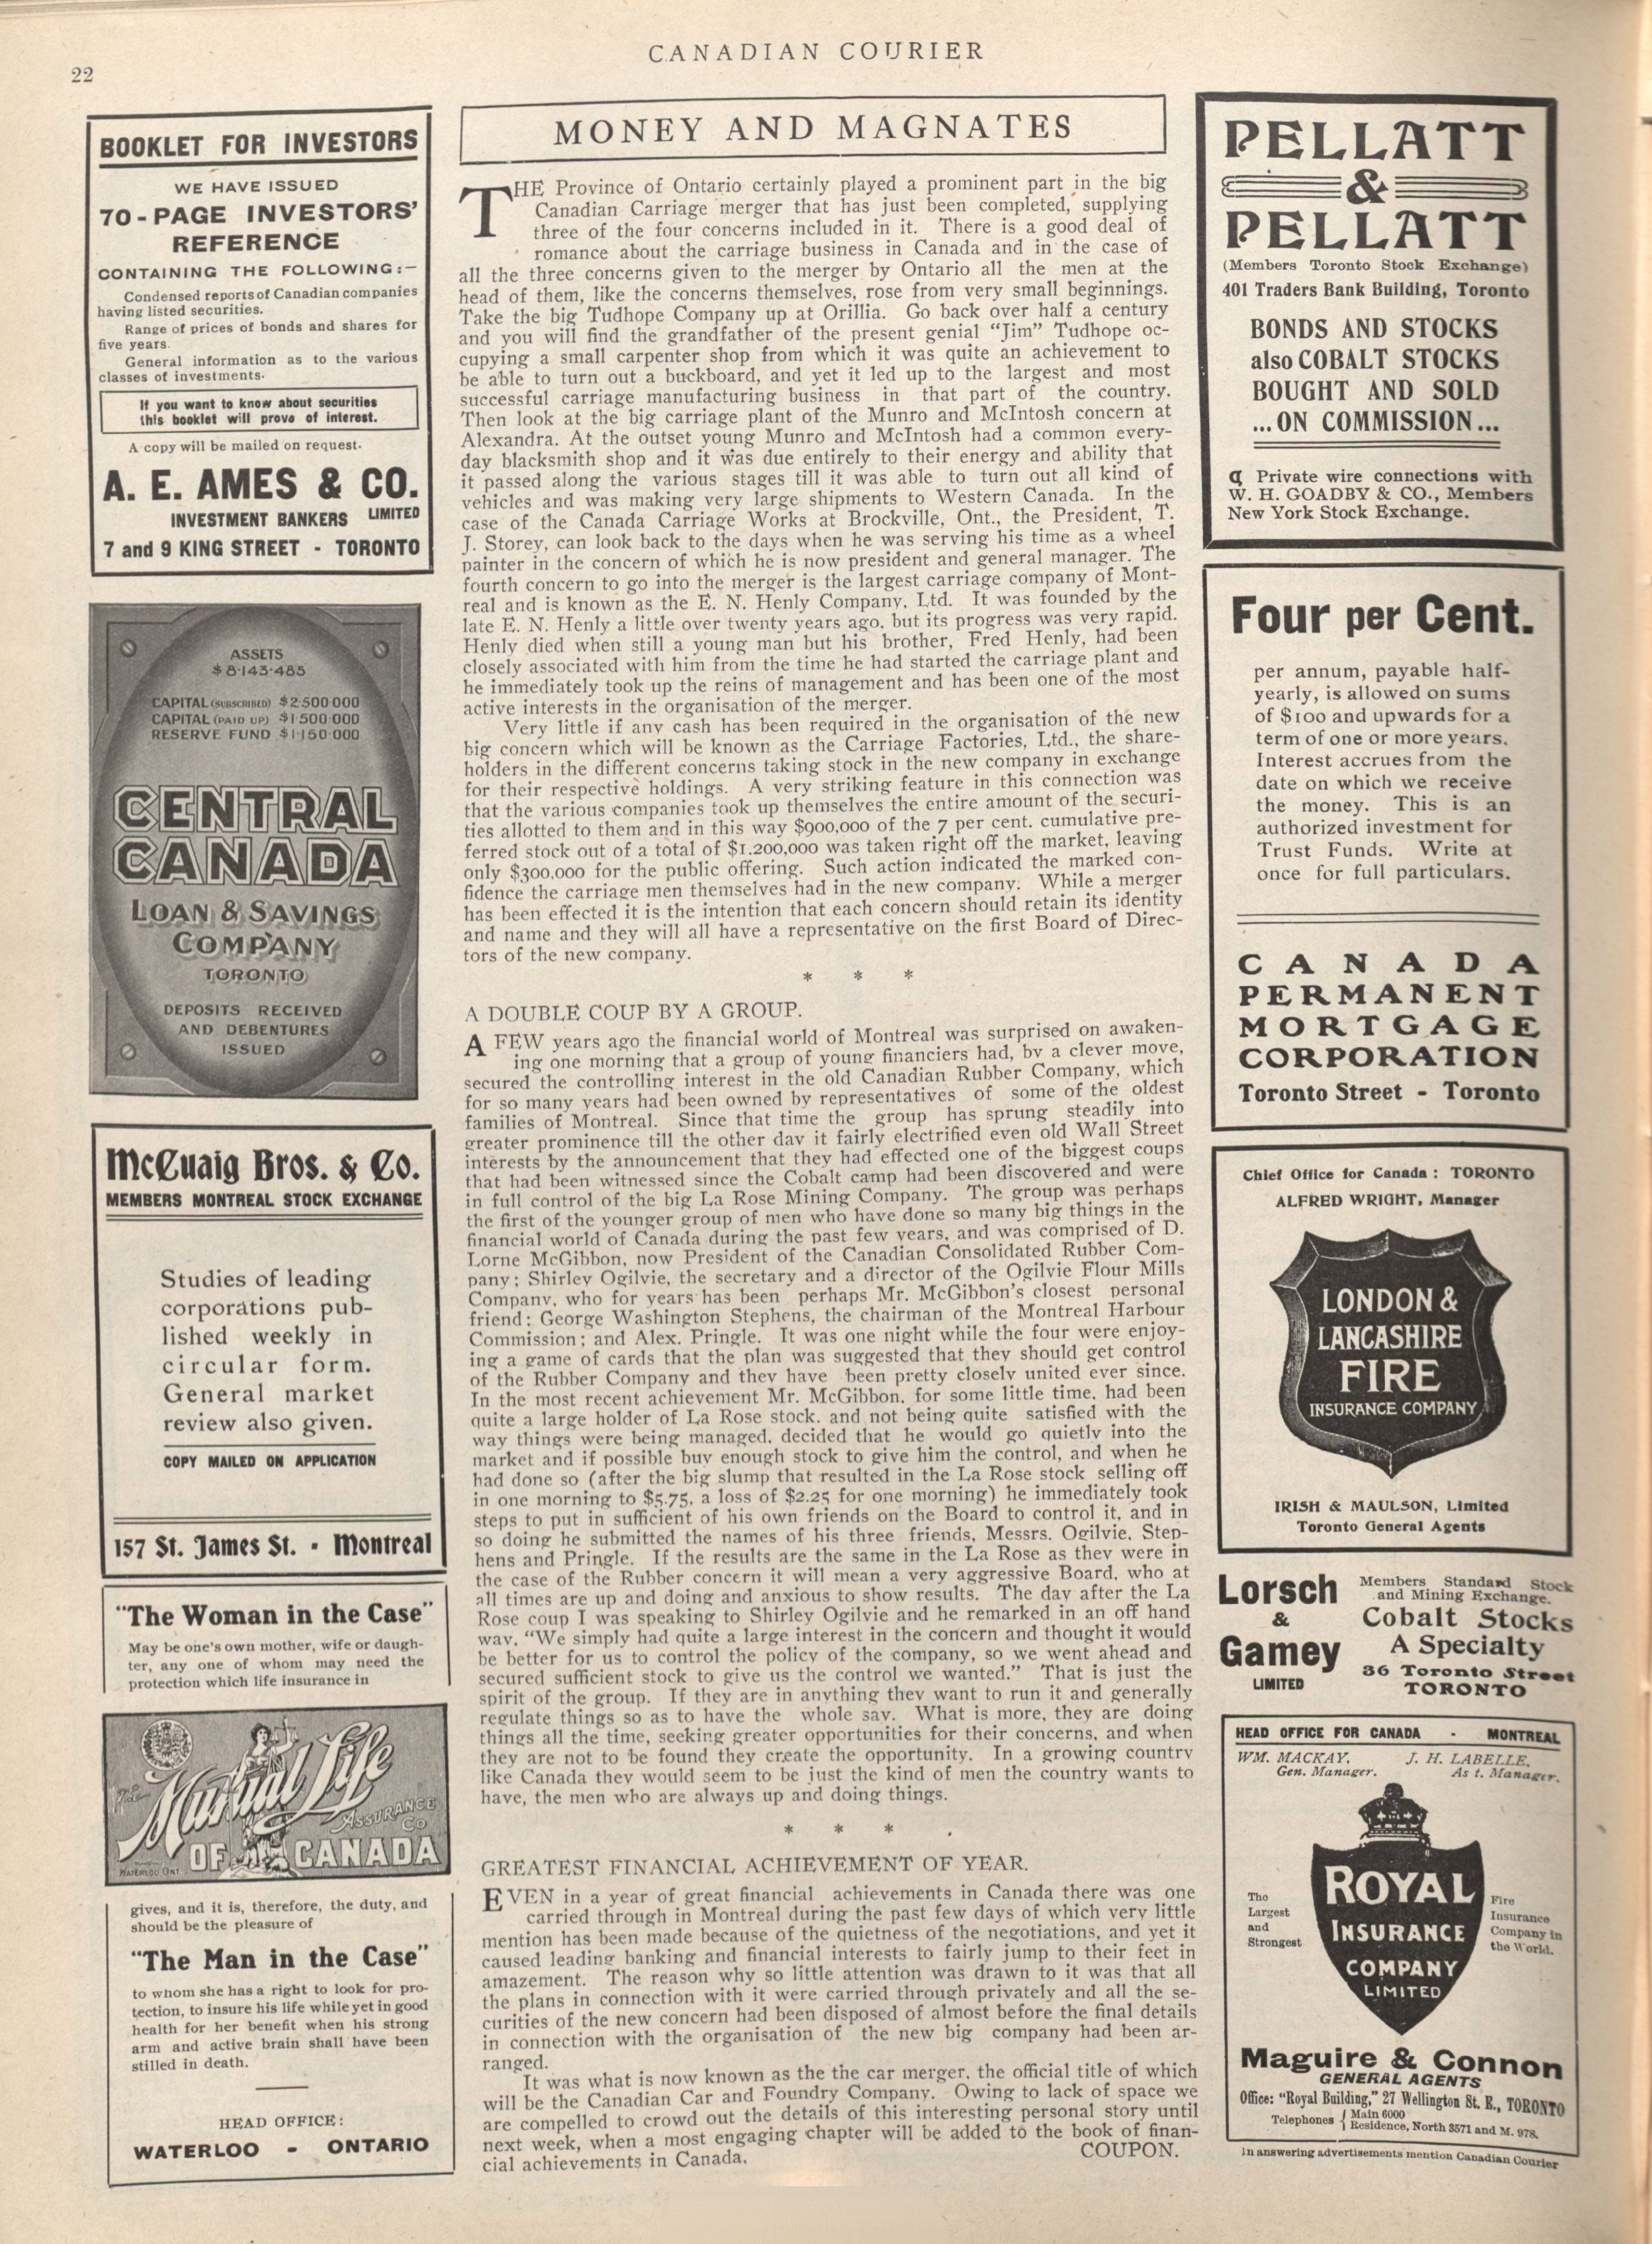 22
CANADIAN COURIER
BOOKLET FOR INVESTORS
WE HAVE ISSUED
70-PAGE INVESTORS'
REFERENCE
CONTAINING THE FOLLOWING:—
Condensed reports of Canadian companies
having listed securities.
Range of prices of bonds and shares for
five years.
General information as to the various
classes of investments.
If you want to know about securities
this booklet will prove of interest.
A copy will be mailed on request.
A. E. AMES & CO.
INVESTMENT BANKERS LIMITED
7 and 9 KING STREET - TORONTO
ASSETS
$8·143·485
CAPITAL (SUBSCRIBED) $2·500·000
CAPITAL (PAID UP) $1·500·000
RESERVE FUND $1·150·000
CENTRAL
CANADA
LOAN & SAVINGS
COMPANY
TORONTO
DEPOSITS RECEIVED
AND DEBENTURES
ISSUED
McCuaig Bros. & Co.
MEMBERS MONTREAL STOCK EXCHANGE
Studies of leading
corporations pub-
lished weekly in
circular form.
General market
review also given.
COPY MAILED ON APPLICATION
157 St. James St. - Montreal
"The Woman in the Case"
May be one's own mother, wife or daugh-
ter, any one of whom may need the
protection which life insurance in
The Mutual Life
ASSURANCE
CO
OF CANADA
WATERLOO ONT
gives, and it is, therefore, the duty, and
should be the pleasure of
"The Man in the Case"
to whom she has a right to look for pro-
tection, to insure his life while yet in good
health for her benefit when his strong
arm and active brain shall have been
stilled in death.
HEAD OFFICE:
WATERLOO - ONTARIO
MONEY AND MAGNATES
THE Province of Ontario certainly played a prominent part in the big
Canadian Carriage merger that has just been completed, supplying
three of the four concerns included in it. There is a good deal of
romance about the carriage business in Canada and in the case of
all the three concerns given to the merger by Ontario all the men at the
head of them, like the concerns themselves, rose from very small beginnings.
Take the big Tudhope Company up at Orillia. Go back over half a century
and you will find the grandfather of the present genial "Jim" Tudhope oc-
cupying a small carpenter shop from which it was quite an achievement to
be able to turn out a buckboard, and yet it led up to the largest and most
successful carriage manufacturing business in that part of the country.
Then look at the big carriage plant of the Munro and McIntosh concern at
Alexandra. At the outset young Munro and McIntosh had a common every-
day blacksmith shop and it was due entirely to their energy and ability that
it passed along the various stages till it was able to turn out all kind of
vehicles and was making very large shipments to Western Canada. In the
case of the Canada Carriage Works at Brockville, Ont., the President, T.
J. Storey, can look back to the days when he was serving his time as a wheel
painter in the concern of which he is now president and general manager. The
fourth concern to go into the merger is the largest carriage company of Mont-
real and is known as the E. N. Henly Company, Ltd. It was founded by the
late E. N. Henly a little over twenty years ago, but its progress was very rapid.
Henly died when still a young man but his brother, Fred Henly, had been
closely associated with him from the time he had started the carriage plant and
he immediately took up the reins of management and has been one of the most
active interests in the organisation of the merger.
Very little if any cash has been required in the organisation of the new
big concern which will be known as the Carriage Factories, Ltd., the share-
holders in the different concerns taking stock in the new company in exchange
for their respective holdings. A very striking feature in this connection was
that the various companies took up themselves the entire amount of the securi-
ties allotted to them and in this way $900,000 of the 7 per cent. cumulative pre-
ferred stock out of a total of $1,200,000 was taken right off the market, leaving
only $300,000 for the public offering. Such action indicated the marked con-
fidence the carriage men themselves had in the new company. While a merger
has been effected it is the intention that each concern should retain its identity
and name and they will all have a representative on the first Board of Direc-
tors of the new company.
* * *
A DOUBLE COUP BY A GROUP.
A FEW years ago the financial world of Montreal was surprised on awaken-
ing one morning that a group of young financiers had, by a clever move,
secured the controlling interest in the old Canadian Rubber Company, which
for so many years had been owned by representatives of some of the oldest
families of Montreal. Since that time the group has sprung steadily into
greater prominence till the other day it fairly electrified even old Wall Street
interests by the announcement that they had effected one of the biggest coups
that had been witnessed since the Cobalt camp had been discovered and were
in full control of the big La Rose Mining Company. The group was perhaps
the first of the younger group of men who have done so many big things in the
financial world of Canada during the past few years, and was comprised of D.
Lorne McGibbon, now President of the Canadian Consolidated Rubber Com-
pany; Shirley Ogilvie, the secretary and a director of the Ogilvie Flour Mills
Company, who for years has been perhaps Mr. McGibbon's closest personal
friend; George Washington Stephens, the chairman of the Montreal Harbour
Commission; and Alex. Pringle. It was one night while the four were enjoy-
ing a game of cards that the plan was suggested that they should get control
of the Rubber Company and they have been pretty closely united ever since.
In the most recent achievement Mr. McGibbon, for some little time, had been
quite a large holder of La Rose stock, and not being quite satisfied with the
way things were being managed, decided that he would go quietly into the
market and if possible buy enough stock to give him the control, and when he
had done so (after the big slump that resulted in the La Rose stock selling off
in one morning to $5.75, a loss of $2.25 for one morning) he immediately took
steps to put in sufficient of his own friends on the Board to control it, and in
so doing he submitted the names of his three friends, Messrs. Ogilvie, Step-
hens and Pringle. If the results are the same in the La Rose as they were in
the case of the Rubber concern it will mean a very aggressive Board, who at
all times are up and doing and anxious to show results. The day after the La
Rose coup I was speaking to Shirley Ogilvie and he remarked in an off hand
way, "We simply had quite a large interest in the concern and thought it would
be better for us to control the policy of the company, so we went ahead and
secured sufficient stock to give us the control we wanted." That is just the
spirit of the group. If they are in anything they want to run it and generally
regulate things so as to have the whole say. What is more, they are doing
things all the time, seeking greater opportunities for their concerns, and when
they are not to be found they create the opportunity. In a growing country
like Canada they would seem to be just the kind of men the country wants to
have, the men who are always up and doing things.
* * *
GREATEST FINANCIAL ACHIEVEMENT OF YEAR.
EVEN in a year of great financial achievements in Canada there was one
carried through in Montreal during the past few days of which very little
mention has been made because of the quietness of the negotiations, and yet it
caused leading banking and financial interests to fairly jump to their feet in
amazement. The reason why so little attention was drawn to it was that all
the plans in connection with it were carried through privately and all the se-
curities of the new concern had been disposed of almost before the final details
in connection with the organisation of the new big company had been ar-
ranged.
It was what is now known as the the car merger, the official title of which
will be the Canadian Car and Foundry Company. Owing to lack of space we
are compelled to crowd out the details of this interesting personal story until
next week, when a most engaging chapter will be added to the book of finan-
cial achievements in Canada.
COUPON.
PELLATT
&
PELLATT
(Members Toronto Stock Exchange)
401 Traders Bank Building, Toronto
BONDS AND STOCKS
also COBALT STOCKS
BOUGHT AND SOLD
...ON COMMISSION...
¶ Private wire connections with
W. H. GOADBY & CO., Members
New York Stock Exchange.
Four per Cent.
per annum, payable half-
yearly, is allowed on sums
of $100 and upwards for a
term of one or more years.
Interest accrues from the
date on which we receive
the money. This is an
authorized investment for
Trust Funds. Write at
once for full particulars.
CANADA
PERMANENT
MORTGAGE
CORPORATION
Toronto Street - Toronto
Chief Office for Canada: TORONTO
ALFRED WRIGHT, Manager
LONDON &
LANCASHIRE
FIRE
INSURANCE COMPANY
IRISH & MAULSON, Limited
Toronto General Agents
Lorsch
&
Gamey
LIMITED
Members Standard Stock
and Mining Exchange.
Cobalt Stocks
A Specialty
36 Toronto Street
TORONTO
HEAD OFFICE FOR CANADA - MONTREAL
WM. MACKAY, J. H. LABELLE,
Gen. Manager. As t. Manager.
The
Largest
and
Strongest
ROYAL
INSURANCE
COMPANY
LIMITED
Fire
Insurance
Company in
the World.
Maguire & Connon
GENERAL AGENTS
Office: "Royal Building," 27 Wellington St. E., TORONTO
Telephones { Main 6000
Residence, North 3571 and M. 978.
In answering advertisements mention Canadian Courier